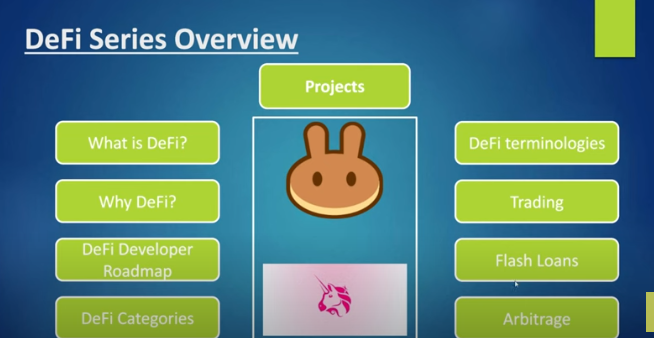 DeFi Series Overview
Projects
What is DeFi?
Why DeFi?
DeFi Developer
Roadmap
DeFi Categories
DeFi terminologies
Trading
Flash Loans
Arbitrage